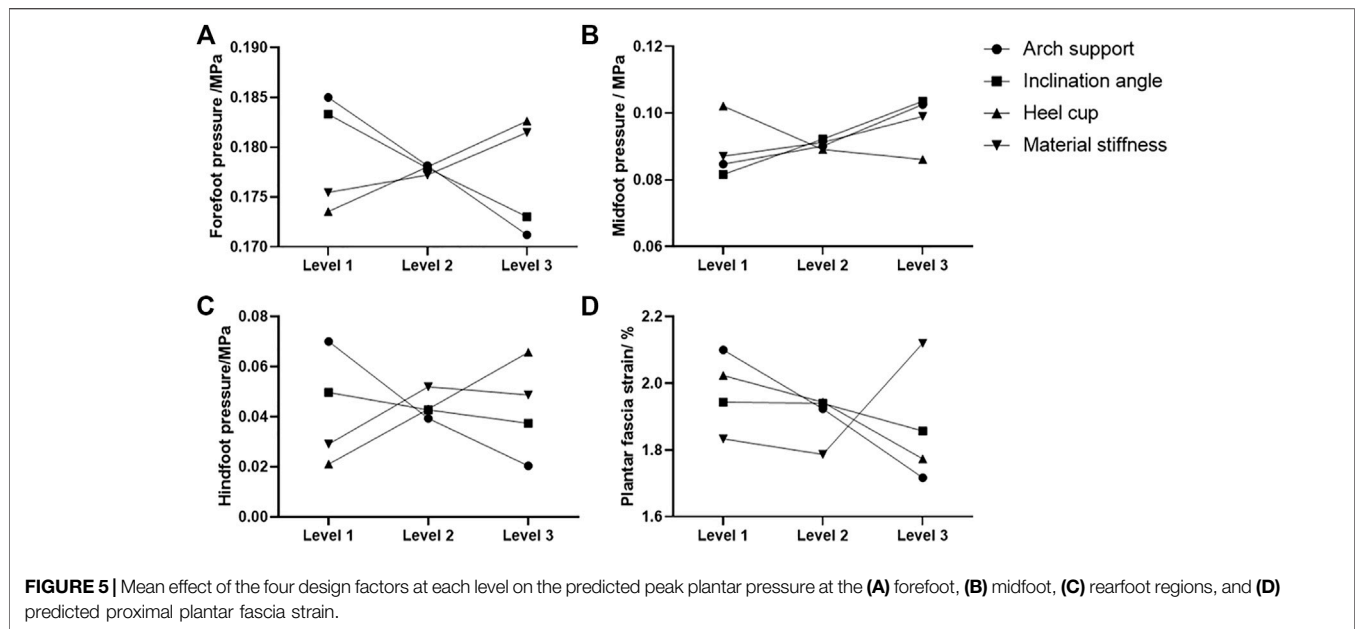 A
Forefoot pressure /MPa
0.190
0.185
0.180
0.175
0.170
Level 1 Level 2 Level 3
B
Midfoot pressure / MPa
0.12
0.10
0.08
0.06
Level 1 Level 2 Level 3
Arch support
Inclination angle
Heel cup
Material stiffness
C
Hindfoot pressure/MPa
0.08
0.06
0.04
0.02
0.00
Level 1 Level 2 Level 3
D
Plantar fascia strain/ %
2.2
2.0
1.8
1.6
Level 1 Level 2 Level 3
FIGURE 5 | Mean effect of the four design factors at each level on the predicted peak plantar pressure at the (A) forefoot, (B) midfoot, (C) rearfoot regions, and (D)
predicted proximal plantar fascia strain.